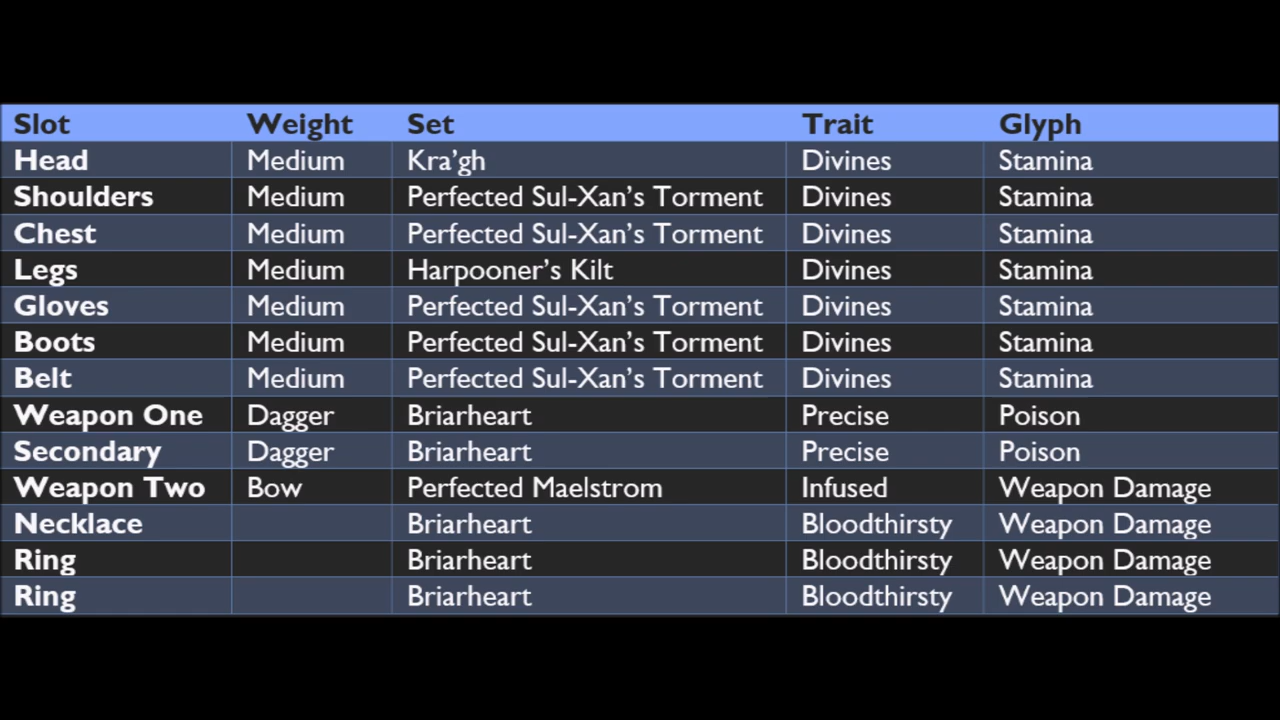 Slot Weight Set Trait Glyph
Head Medium Kra’gh Divines Stamina
Shoulders Medium Perfected Sul-Xan’s Torment Divines Stamina
Chest Medium Perfected Sul-Xan’s Torment Divines Stamina
Legs Medium Harpooner’s Kilt Divines Stamina
Gloves Medium Perfected Sul-Xan’s Torment Divines Stamina
Boots Medium Perfected Sul-Xan’s Torment Divines Stamina
Belt Medium Perfected Sul-Xan’s Torment Divines Stamina
Weapon One Dagger Briarheart Precise Poison
Secondary Dagger Briarheart Precise Poison
Weapon Two Bow Perfected Maelstrom Infused Weapon Damage
Necklace Briarheart Bloodthirsty Weapon Damage
Ring Briarheart Bloodthirsty Weapon Damage
Ring Briarheart Bloodthirsty Weapon Damage